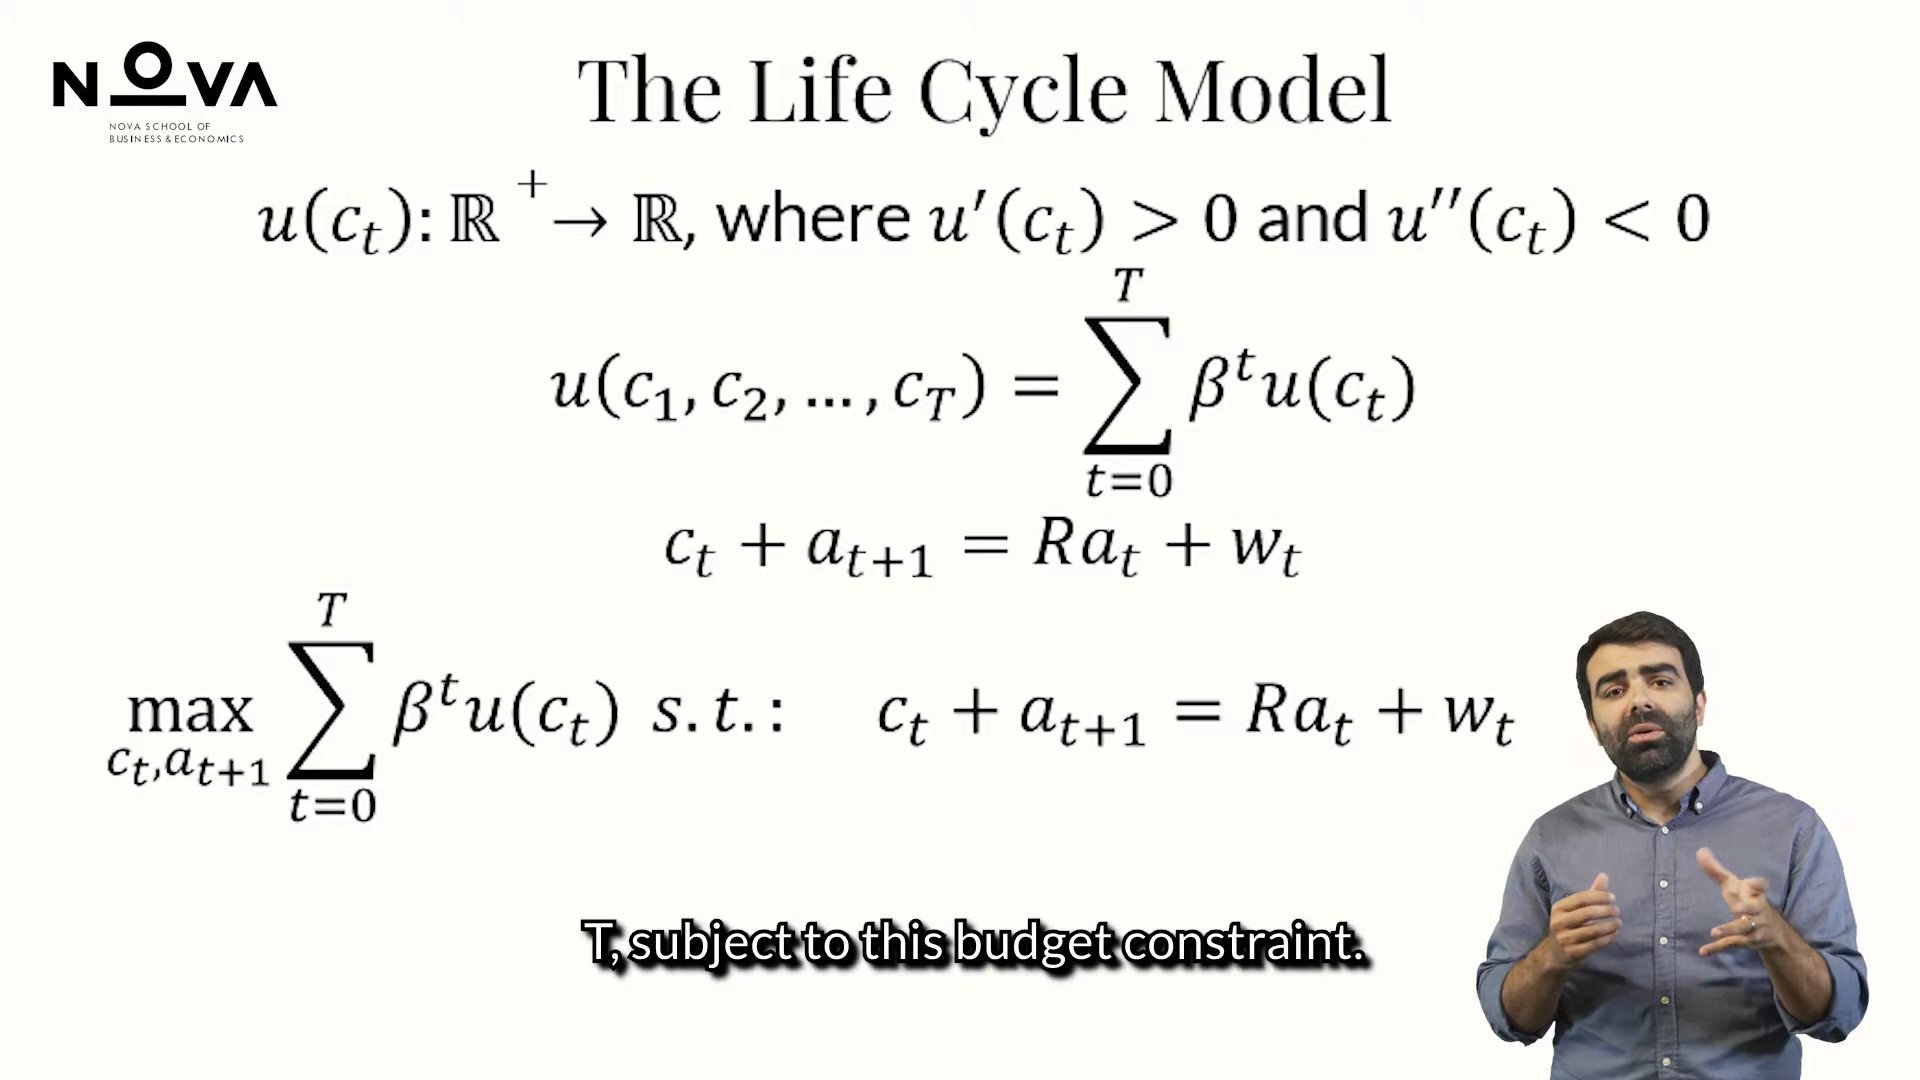 NOVA
NOVA SCHOOL OF
BUSINESS & ECONOMICS
The Life Cycle Model
u(c_t): ℝ⁺ → ℝ, where u′(c_t) > 0 and u′′(c_t) < 0
u(c_1, c_2, …, c_T) = ∑_{t=0}^{T} β^t u(c_t)
c_t + a_{t+1} = Ra_t + w_t
max_{c_t,a_{t+1}} ∑_{t=0}^{T} β^t u(c_t) s.t.: c_t + a_{t+1} = Ra_t + w_t
T, subject to this budget constraint.